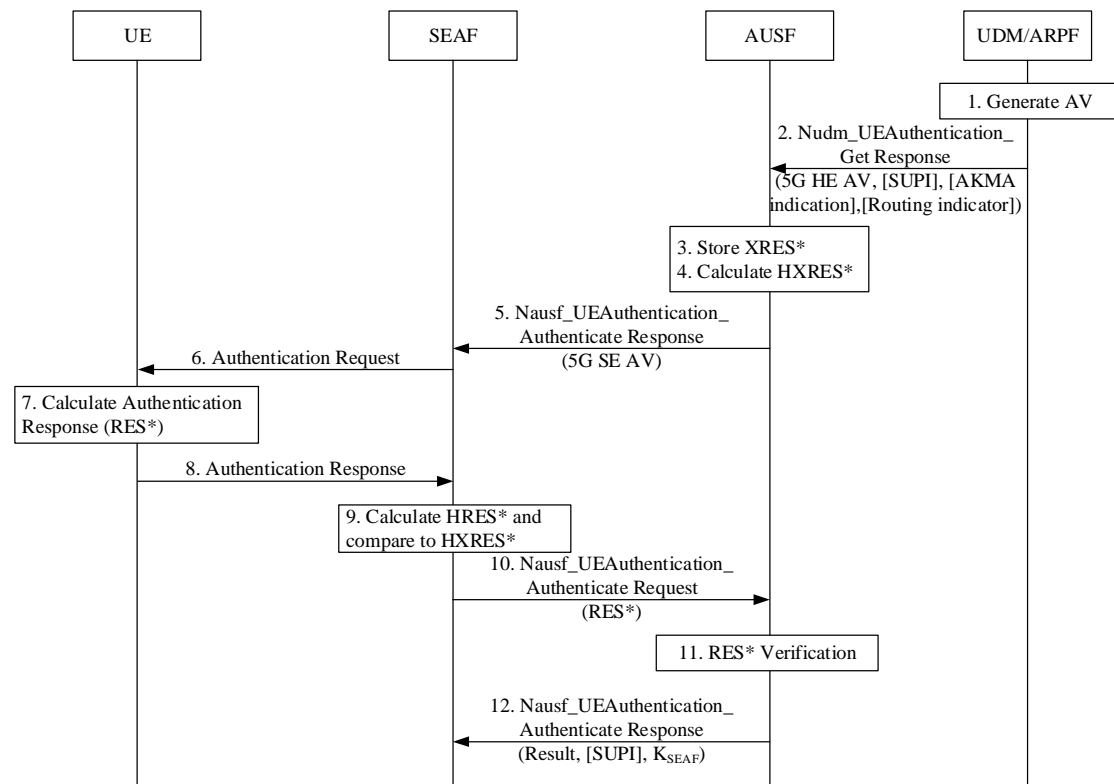 UE
SEAF
AUSF
UDM/ARPF
1. Generate AV
2. Nudm_UEAuthentication_
Get Response
(5G HE AV, [SUPI], [AKMA
indication],[Routing indicator])
3. Store XRES*
4. Calculate HXRES*
5. Nausf_UEAuthentication_
Authenticate Response
(5G SE AV)
6. Authentication Request
7. Calculate Authentication
Response (RES*)
8. Authentication Response
9. Calculate HRES* and
compare to HXRES*
10. Nausf_UEAuthentication_
Authenticate Request
(RES*)
11. RES* Verification
12. Nausf_UEAuthentication_
Authenticate Response
(Result, [SUPI], KSEAF)